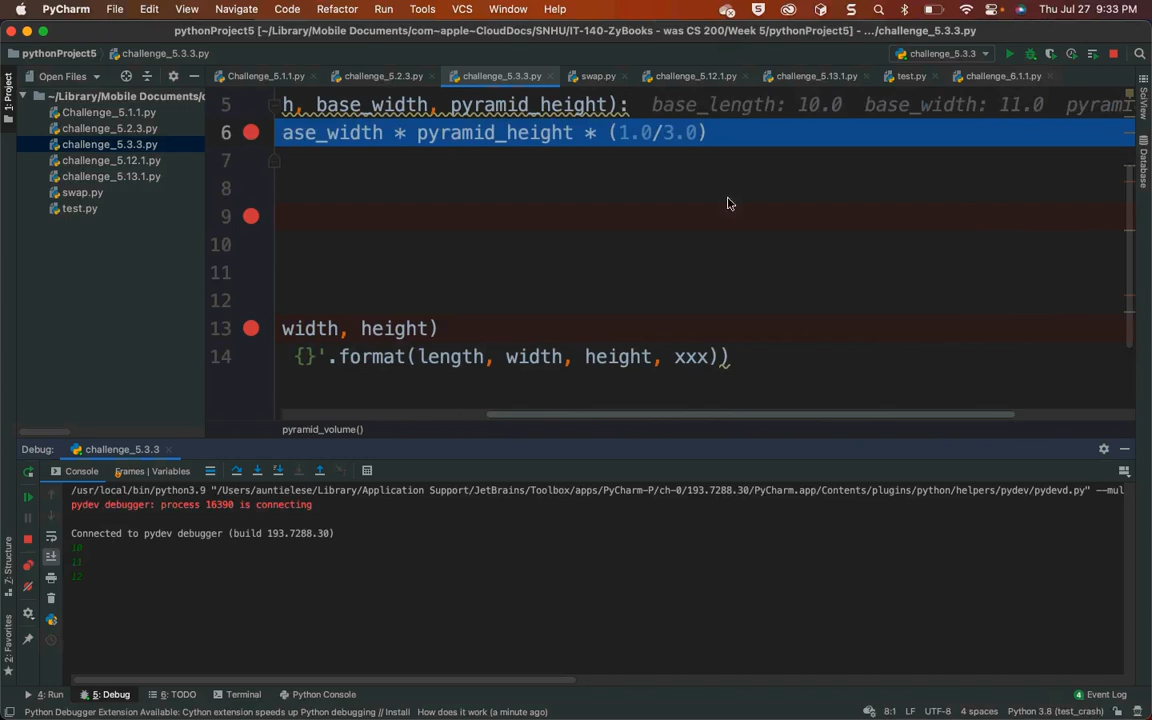 PyCharm File Edit View Navigate Code Refactor Run Tools VCS Window Help Thu Jul 27 9:33 PM
pythonProject5 [~/Library/Mobile Documents/com~apple~CloudDocs/SNHU/IT-140-ZyBooks - was CS 200/Week 5/pythonProject5] - .../challenge_5.3.3.py
pythonProject5 challenge_5.3.3.py challenge_5.3.3
1: Project
Open Files
Challenge_5.1.1.py challenge_5.2.3.py challenge_5.3.3.py swap.py challenge_5.12.1.py challenge_5.13.1.py test.py challenge_6.1.1.py
~/Library/Mobile Documents/c
Challenge_5.1.1.py
challenge_5.2.3.py
challenge_5.3.3.py
challenge_5.12.1.py
challenge_5.13.1.py
swap.py
test.py
5 h, base_width, pyramid_height): base_length: 10.0 base_width: 11.0 pyrami
6 ase_width * pyramid_height * (1.0/3.0)
7
8
9
10
11
12
13 width, height)
14 {}'.format(length, width, height, xxx))
pyramid_volume()
SciView
Database
Debug: challenge_5.3.3
Console Frames | Variables
/usr/local/bin/python3.9 "/Users/auntielese/Library/Application Support/JetBrains/Toolbox/apps/PyCharm-P/ch-0/193.7288.30/PyCharm.app/Contents/plugins/python/helpers/pydev/pydevd.py" --mul
pydev debugger: process 16390 is connecting
Connected to pydev debugger (build 193.7288.30)
10
11
12
7: Structure
2: Favorites
4: Run 5: Debug 6: TODO Terminal Python Console Event Log
Python Debugger Extension Available: Cython extension speeds up Python debugging // Install How does it work (a minute ago) 8:1 LF UTF-8 4 spaces Python 3.8 (test_crash)